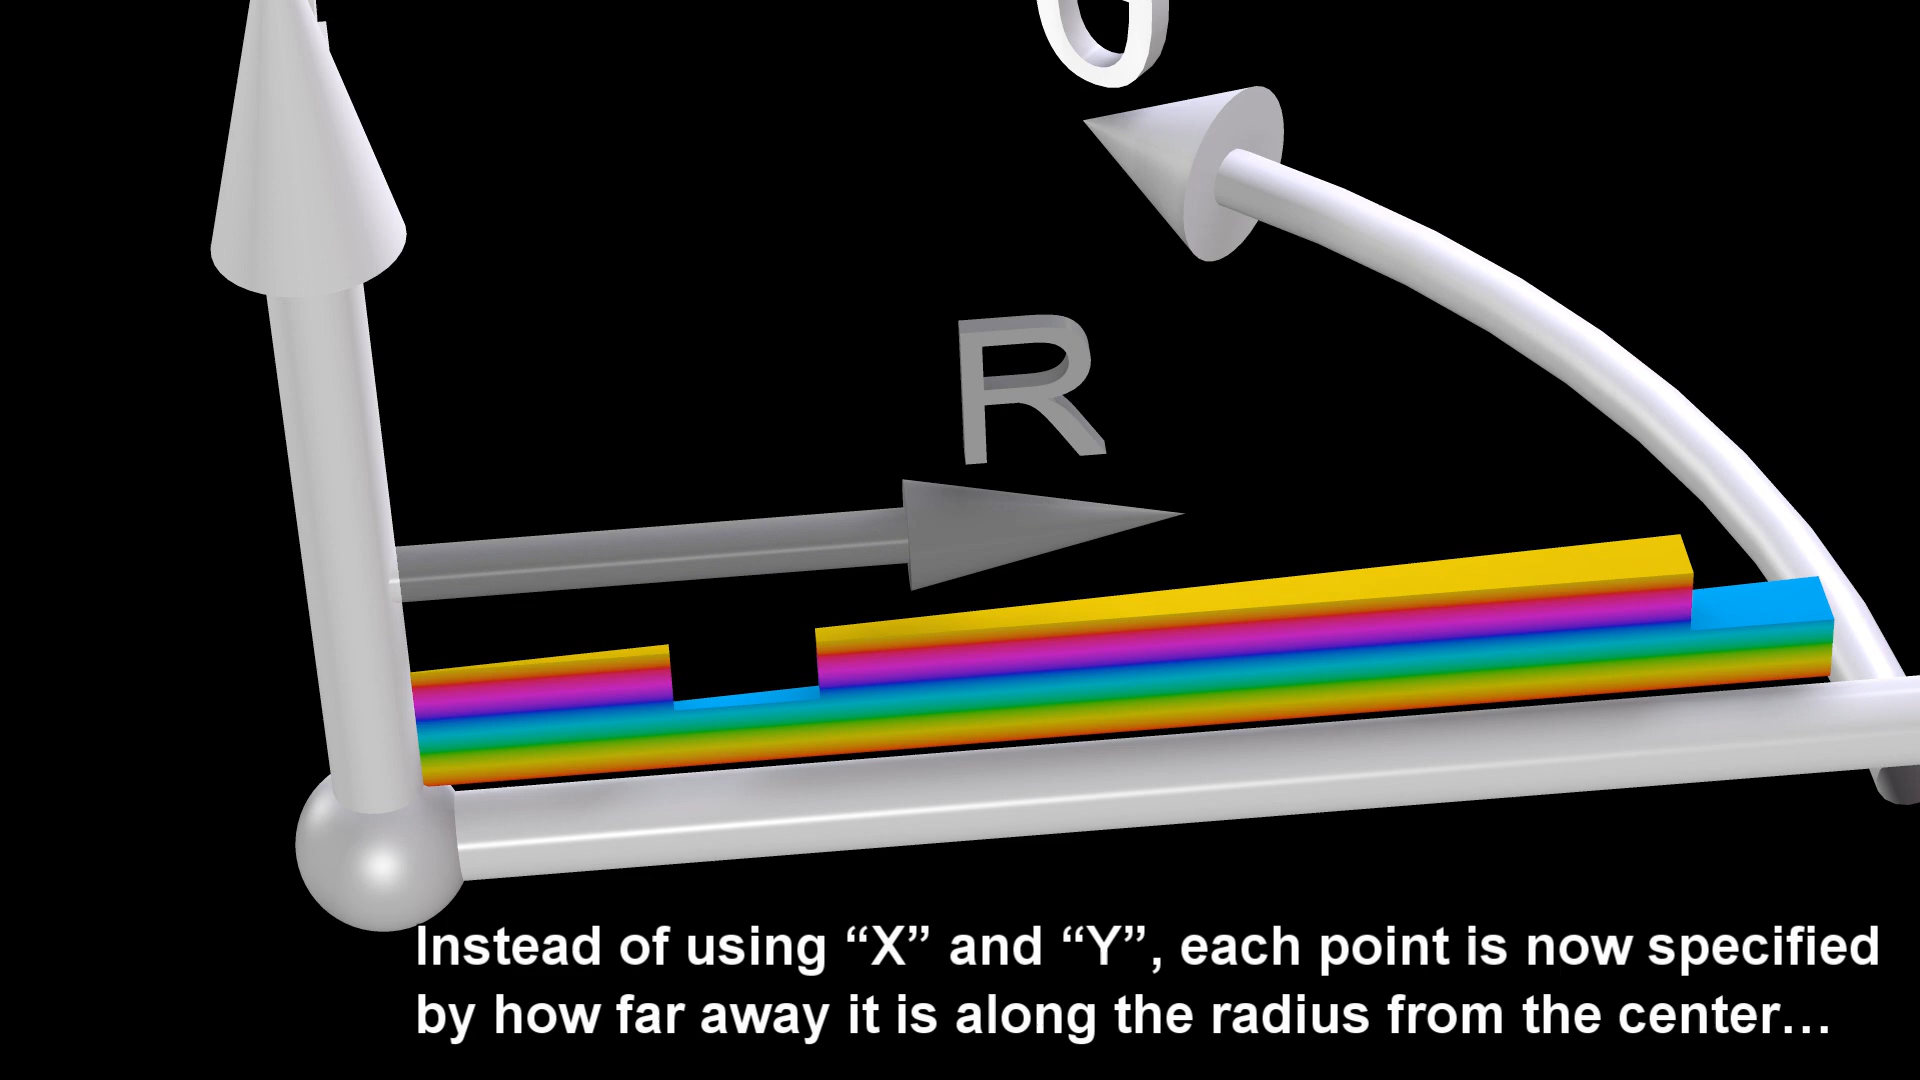 R
Instead of using “X” and “Y”, each point is now specified
by how far away it is along the radius from the center…